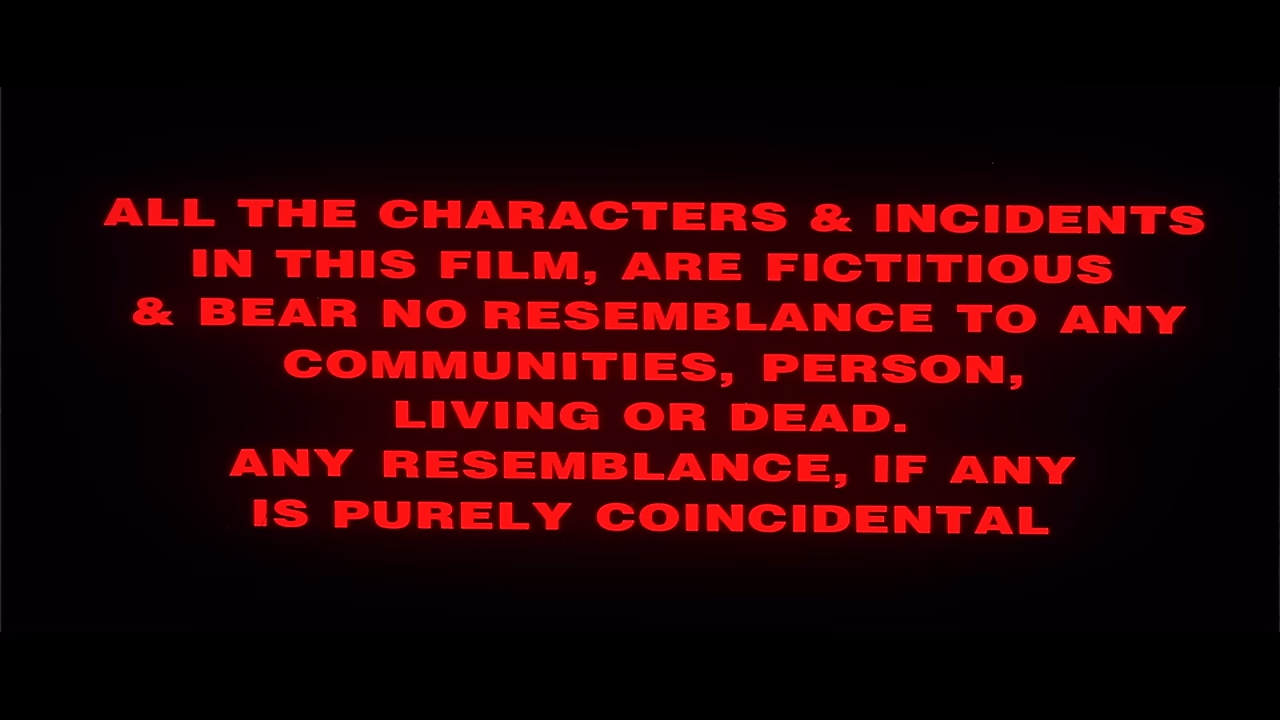 ALL THE CHARACTERS & INCIDENTS
IN THIS FILM, ARE FICTITIOUS
& BEAR NO RESEMBLANCE TO ANY
COMMUNITIES, PERSON,
LIVING OR DEAD.
ANY RESEMBLANCE, IF ANY
IS PURELY COINCIDENTAL